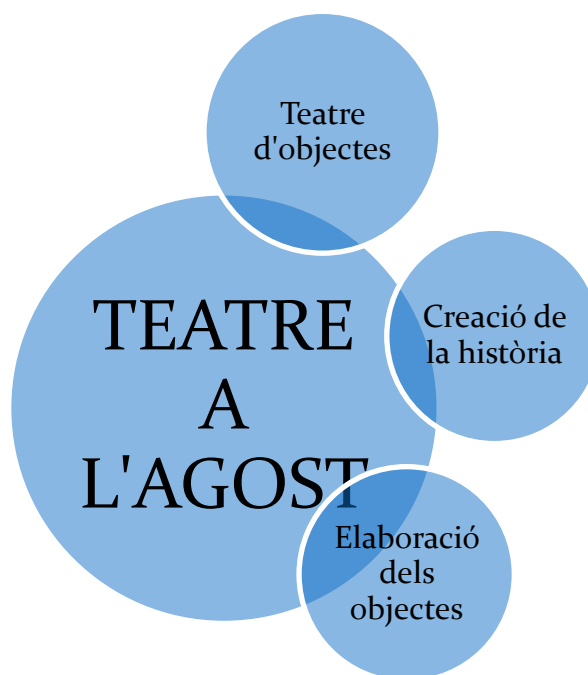 Teatre
d'objectes
TEATRE
A
L'AGOST
Creació de
la història
Elaboració
dels
objectes